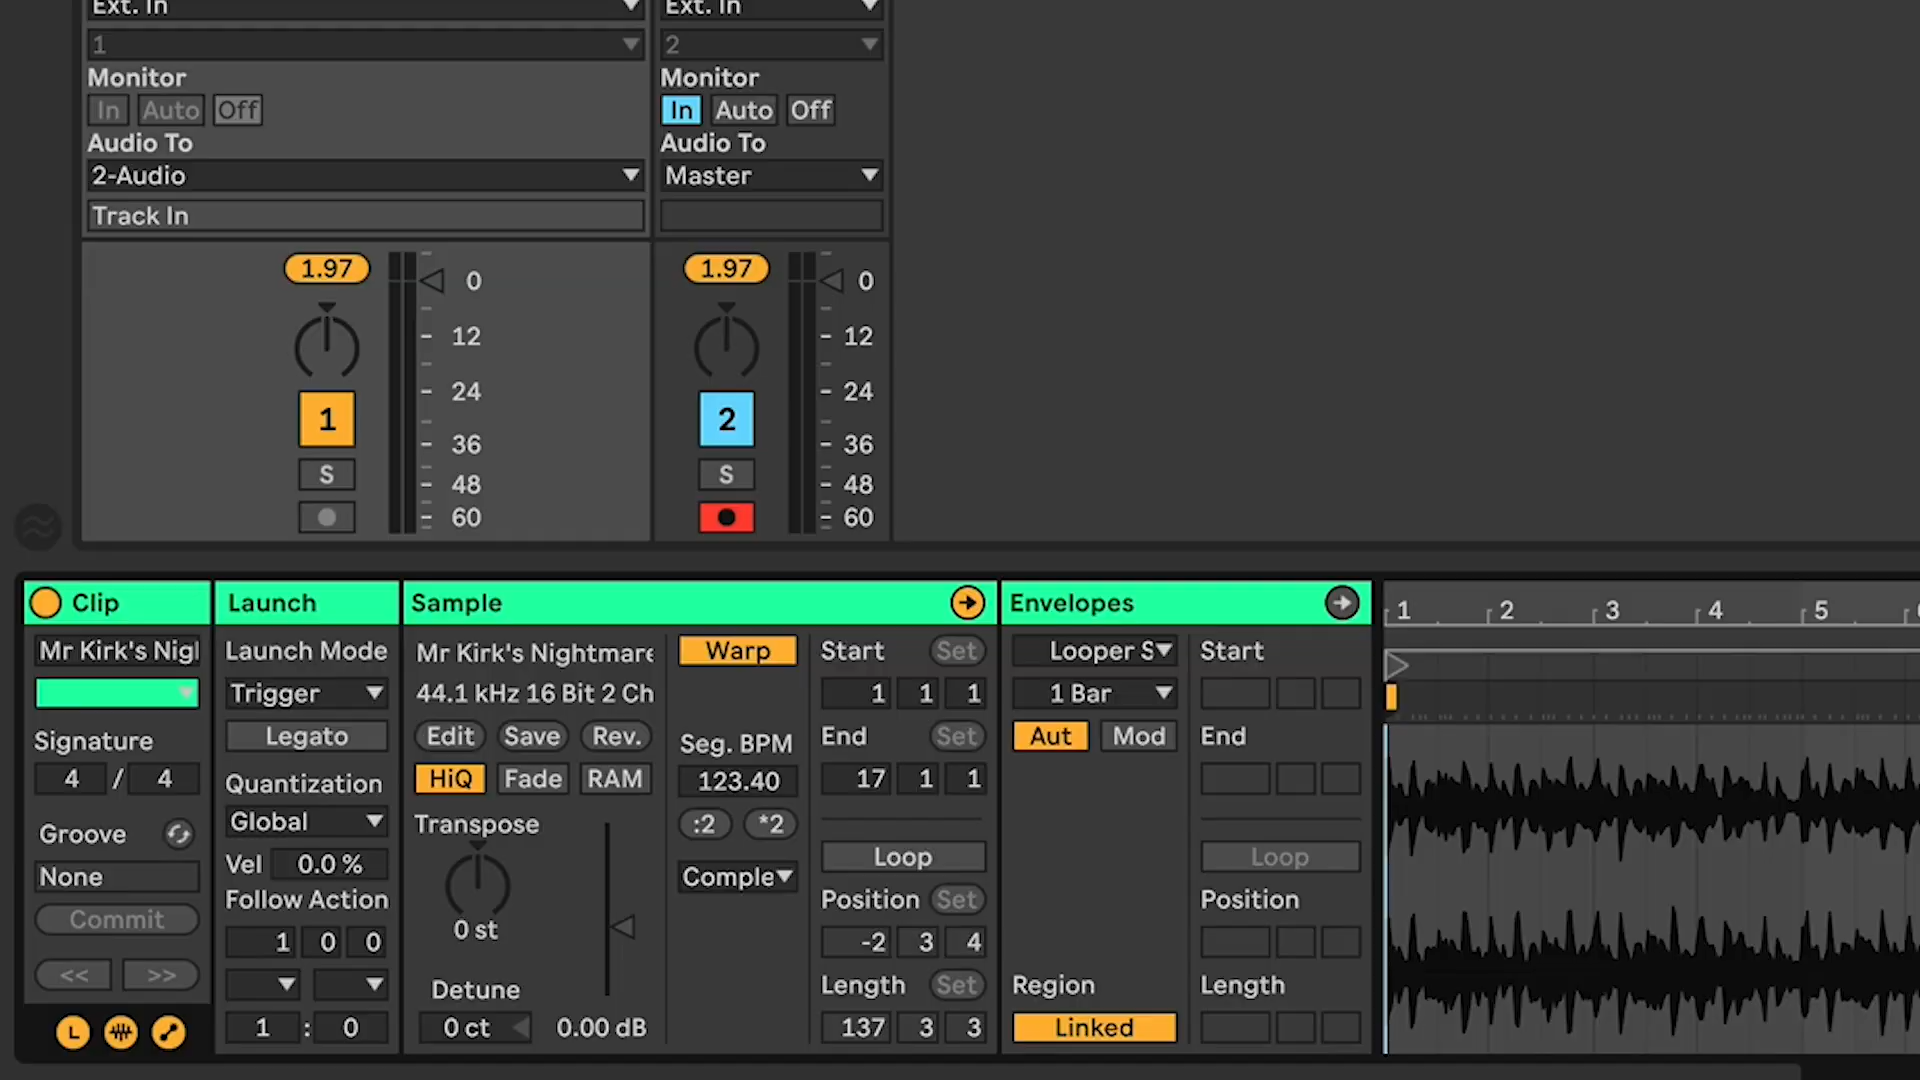 Ext. In
Ext. In
1
2
Monitor
Monitor
In Auto Off
In Auto Off
Audio To
Audio To
2-Audio
Master
Track In
1.97
1.97
0
12
24
36
48
60
0
12
24
36
48
60
1
2
S
S
Clip
Mr Kirk's Nig
Signature
4 / 4
Groove
None
Commit
<< >>
L
Launch
Launch Mode
Trigger
Legato
Quantization
Global
Vel 0.0 %
Follow Action
1 0 0
1 : 0
Sample
Mr Kirk's Nightmare
44.1 kHz 16 Bit 2 Ch
Edit Save Rev.
HiQ Fade RAM
Transpose
0 st
Detune
0 ct 0.00 dB
Warp
Seg. BPM
123.40
:2 *2
Comple
Start Set
1 1 1
End Set
17 1 1
Loop
Position Set
-2 3 4
Length Set
137 3 3
Envelopes
Looper S
1 Bar
Aut Mod
Region
Linked
Start
End
Loop
Position
Length
1 2 3 4 5